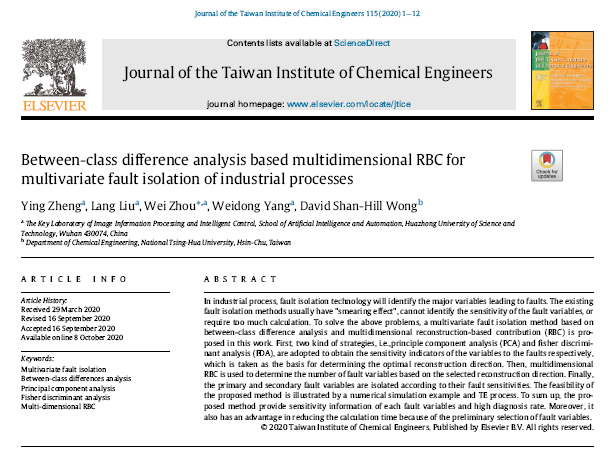 Journal of the Taiwan Institute of Chemical Engineers 115 (2020) 1–12
Contents lists available at ScienceDirect
Journal of the Taiwan Institute of Chemical Engineers
journal homepage: www.elsevier.com/locate/jtice
ELSEVIER
Between-class difference analysis based multidimensional RBC for
multivariate fault isolation of industrial processes
Check for
updates
Ying Zhengᵃ, Lang Liuᵃ, Wei Zhou*,ᵃ, Weidong Yangᵃ, David Shan-Hill Wongᵇ
ᵃ The Key Laboratory of Image Information Processing and Intelligent Control, School of Artificial Intelligence and Automation, Huazhong University of Science and
Technology, Wuhan 430074, China
ᵇ Department of Chemical Engineering, National Tsing-Hua University, Hsin-Chu, Taiwan
ARTICLE INFO
Article History:
Received 29 March 2020
Revised 16 September 2020
Accepted 16 September 2020
Available online 8 October 2020
Keywords:
Multivariate fault isolation
Between-class differences analysis
Principal component analysis
Fisher discriminant analysis
Multi-dimensional RBC
ABSTRACT
In industrial process, fault isolation technology will identify the major variables leading to faults. The existing
fault isolation methods usually have "smearing effect", cannot identify the sensitivity of the fault variables, or
require too much calculation. To solve the above problems, a multivariate fault isolation method based on
between-class difference analysis and multidimensional reconstruction-based contribution (RBC) is pro-
posed in this work. First, two kind of strategies, i.e.,principle component analysis (PCA) and fisher discrimi-
nant analysis (FDA), are adopted to obtain the sensitivity indicators of the variables to the faults respectively,
which is taken as the basis for determining the optimal reconstruction direction. Then, multidimensional
RBC is used to determine the number of fault variables based on the selected reconstruction direction. Finally,
the primary and secondary fault variables are isolated according to their fault sensitivities. The feasibility of
the proposed method is illustrated by a numerical simulation example and TE process. To sum up, the pro-
posed method provide sensitivity information of each fault variables and high diagnosis rate. Moreover, it
also has an advantage in reducing the calculation time because of the preliminary selection of fault variables.
© 2020 Taiwan Institute of Chemical Engineers. Published by Elsevier B.V. All rights reserved.